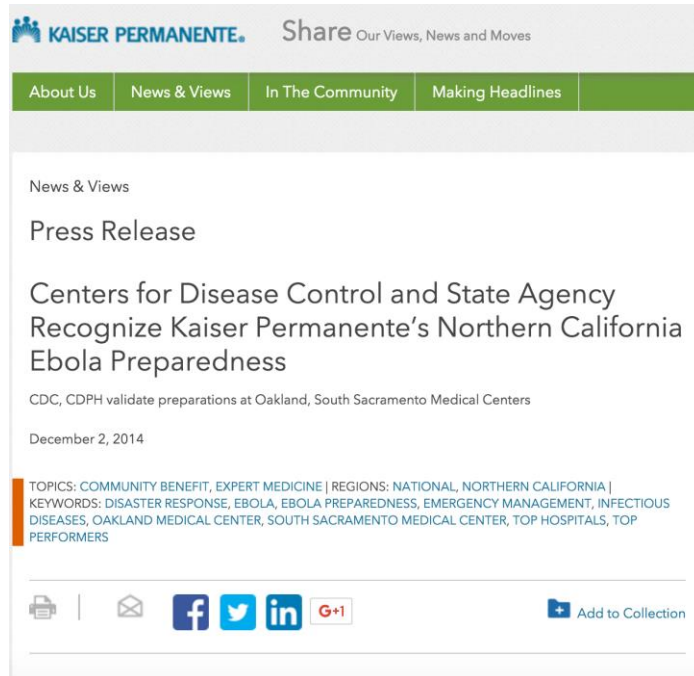 KAISER PERMANENTE®
Share Our Views, News and Moves
About Us
News & Views
In The Community
Making Headlines
News & Views
Press Release
Centers for Disease Control and State Agency
Recognize Kaiser Permanente's Northern California
Ebola Preparedness
CDC, CDPH validate preparations at Oakland, South Sacramento Medical Centers
December 2, 2014
TOPICS: COMMUNITY BENEFIT, EXPERT MEDICINE | REGIONS: NATIONAL, NORTHERN CALIFORNIA |
KEYWORDS: DISASTER RESPONSE, EBOLA, EBOLA PREPAREDNESS, EMERGENCY MANAGEMENT, INFECTIOUS
DISEASES, OAKLAND MEDICAL CENTER, SOUTH SACRAMENTO MEDICAL CENTER, TOP HOSPITALS, TOP
PERFORMERS
f
in
G+1
Add to Collection